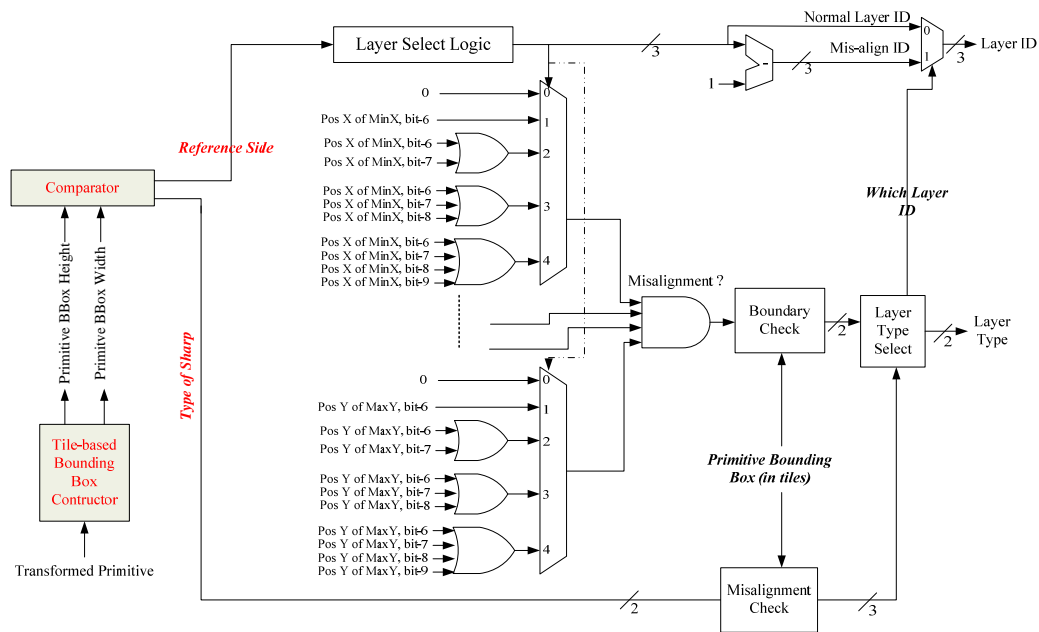 Normal Layer ID
Layer Select Logic
3
0
Mis-align ID
-
3
1
3
Layer ID
1
0
0
Pos X of MinX, bit-6
1
Reference Side
Pos X of MinX, bit-6
Pos X of MinX, bit-7
2
Comparator
Pos X of MinX, bit-6
Pos X of MinX, bit-7
Pos X of MinX, bit-8
3
Which Layer
ID
Pos X of MinX, bit-6
Pos X of MinX, bit-7
Pos X of MinX, bit-8
Pos X of MinX, bit-9
4
Primitive BBox Height
Primitive BBox Width
Misalignment ?
Boundary
Check
2
Layer
Type
Select
2
Layer
Type
Type of Sharp
0
0
Pos Y of MaxY, bit-6
1
Pos Y of MaxY, bit-6
Pos Y of MaxY, bit-7
2
Tile-based
Bounding
Box
Contructor
Primitive Bounding
Box (in tiles)
Pos Y of MaxY, bit-6
Pos Y of MaxY, bit-7
Pos Y of MaxY, bit-8
3
Pos Y of MaxY, bit-6
Pos Y of MaxY, bit-7
Pos Y of MaxY, bit-8
Pos Y of MaxY, bit-9
4
Transformed Primitive
2
Misalignment
Check
3